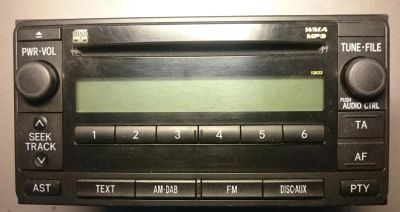 PWR·VOL
WMA
MP3
TUNE·FILE
13833
PUSH
AUDIO CTRL
SEEK
TRACK
1 2 3 4 5 6
TA
AF
AST
TEXT
AM·DAB
FM
DISC·AUX
PTY